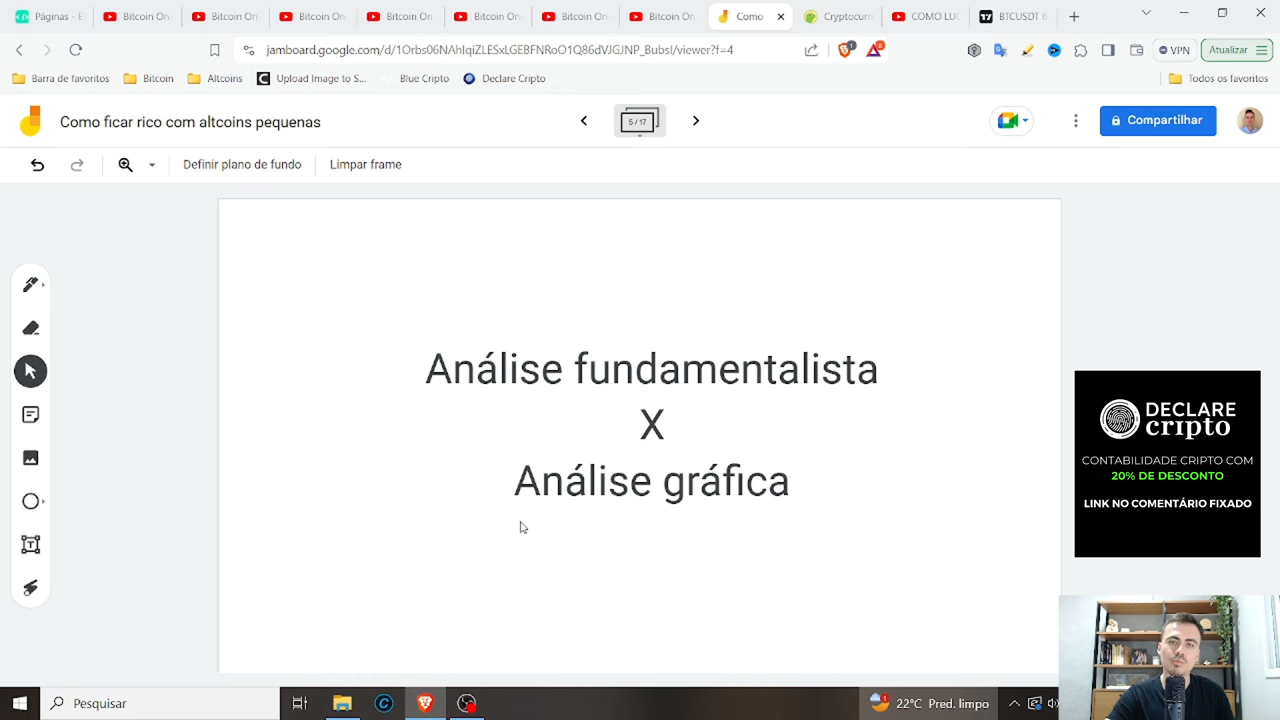 Páginas - B
Bitcoin On
Bitcoin On
Bitcoin On
Bitcoin On
Bitcoin On
Bitcoin On
Bitcoin On
Como
Cryptocurr
COMO LUC
BTCUSDT 6
jamboard.google.com/d/1Orbs06NAhIqiZLESxLGEBFNRoO1Q86dVJGJNP_BubsI/viewer?f=4
VPN
Atualizar
Barra de favoritos
Bitcoin
Altcoins
Upload Image to S...
Blue Cripto
Declare Cripto
Todos os favoritos
Como ficar rico com altcoins pequenas
5 / 17
Compartilhar
Definir plano de fundo
Limpar frame
Análise fundamentalista
X
Análise gráfica
DECLARE
cripto
CONTABILIDADE CRIPTO COM
20% DE DESCONTO
LINK NO COMENTÁRIO FIXADO
Pesquisar
22°C Pred. limpo